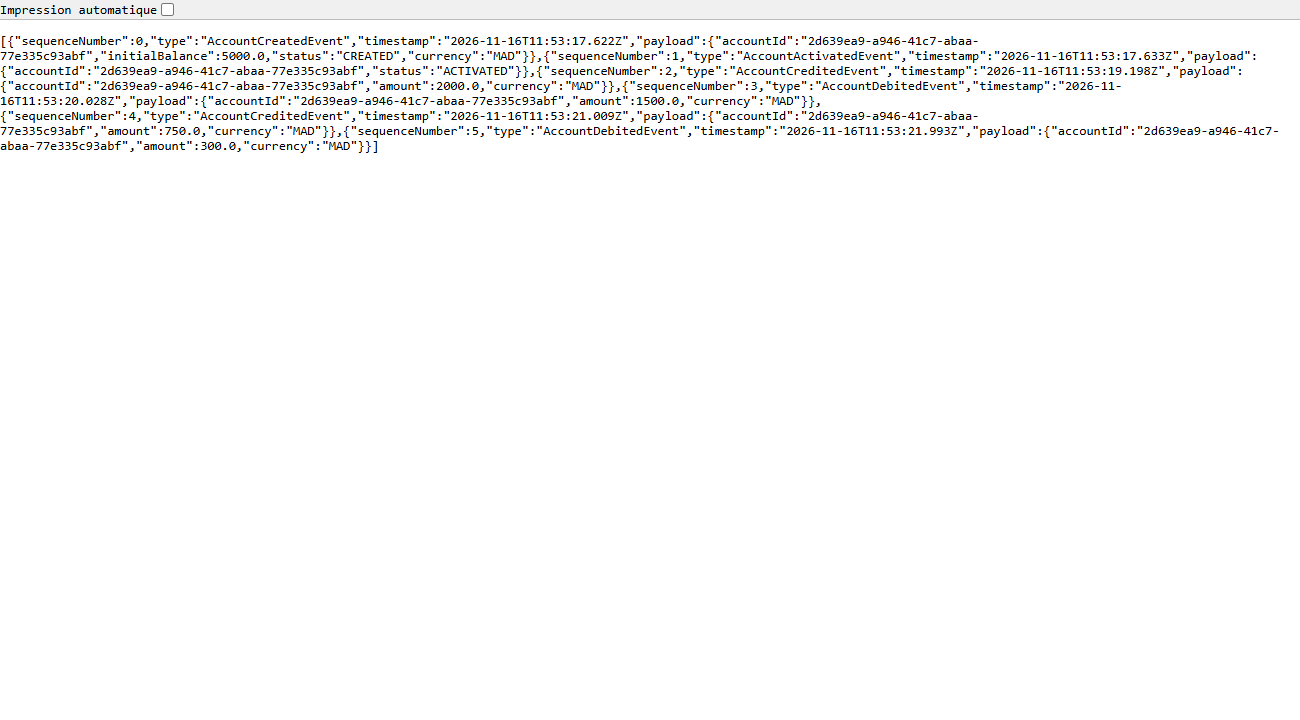 Impression automatique
[{"sequenceNumber":0,"type":"AccountCreatedEvent","timestamp":"2026-11-16T11:53:17.622Z","payload":{"accountId":"2d639ea9-a946-41c7-abaa-
77e335c93abf","initialBalance":5000.0,"status":"CREATED","currency":"MAD"}},{"sequenceNumber":1,"type":"AccountActivatedEvent","timestamp":"2026-11-16T11:53:17.633Z","payload":
{"accountId":"2d639ea9-a946-41c7-abaa-77e335c93abf","status":"ACTIVATED"}},{"sequenceNumber":2,"type":"AccountCreditedEvent","timestamp":"2026-11-16T11:53:19.198Z","payload":
{"accountId":"2d639ea9-a946-41c7-abaa-77e335c93abf","amount":2000.0,"currency":"MAD"}},{"sequenceNumber":3,"type":"AccountDebitedEvent","timestamp":"2026-11-
16T11:53:20.028Z","payload":{"accountId":"2d639ea9-a946-41c7-abaa-77e335c93abf","amount":1500.0,"currency":"MAD"}},
{"sequenceNumber":4,"type":"AccountCreditedEvent","timestamp":"2026-11-16T11:53:21.009Z","payload":{"accountId":"2d639ea9-a946-41c7-abaa-
77e335c93abf","amount":750.0,"currency":"MAD"}},{"sequenceNumber":5,"type":"AccountDebitedEvent","timestamp":"2026-11-16T11:53:21.993Z","payload":{"accountId":"2d639ea9-a946-41c7-
abaa-77e335c93abf","amount":300.0,"currency":"MAD"}}]